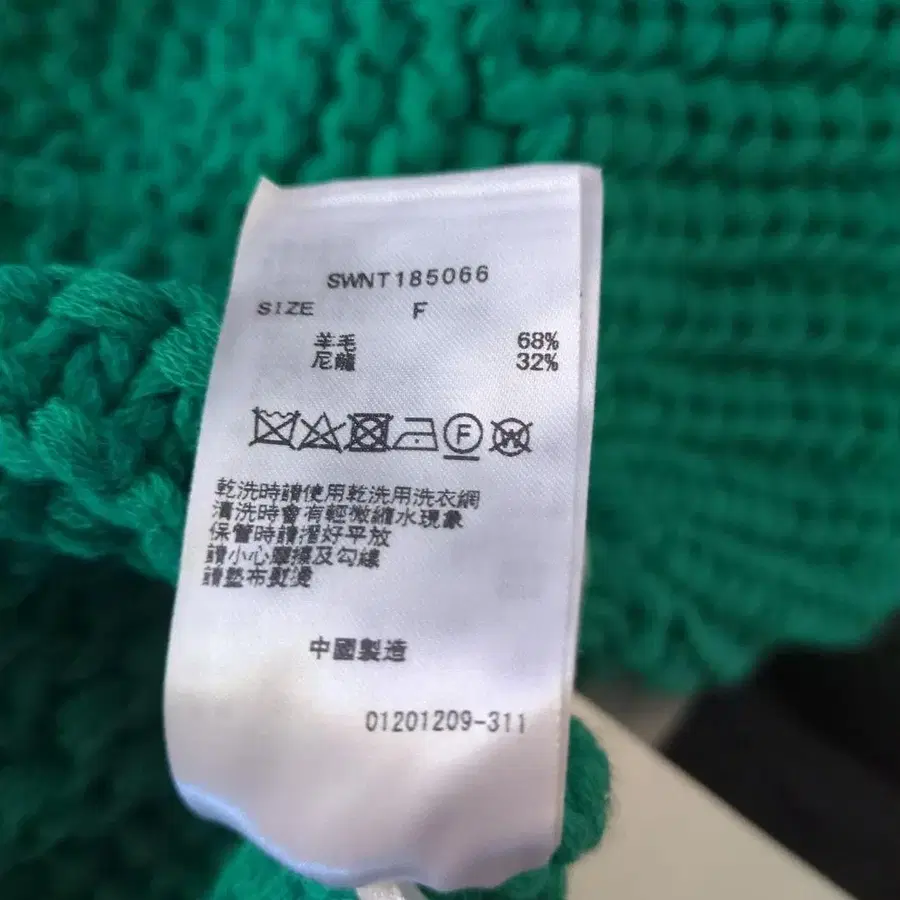 SWNT185066
SIZE F
羊毛 68%
尼龍 32%
F
W
乾洗時請使用乾洗用洗衣網
清洗時會有輕微縮水現象
保管時請摺好平放
請小心摩擦及勾線
請墊布熨燙
中國製造
01201209-311